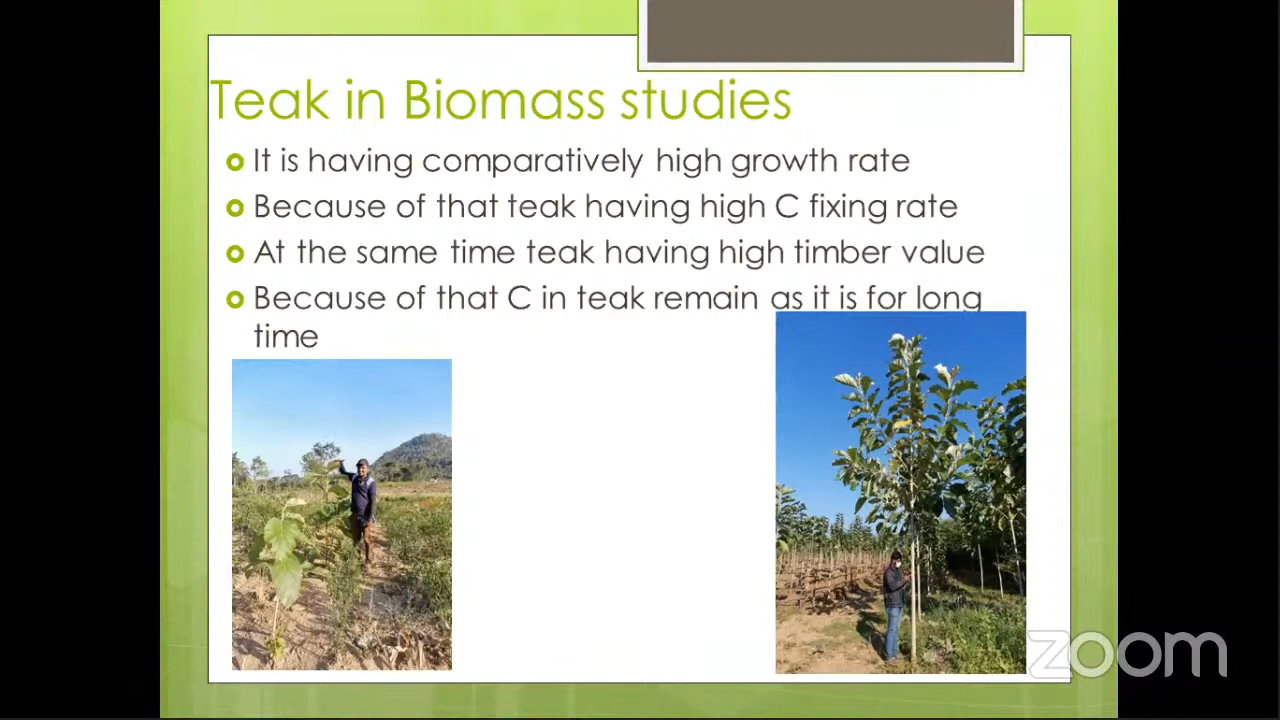 Teak in Biomass studies
It is having comparatively high growth rate
Because of that teak having high C fixing rate
At the same time teak having high timber value
Because of that C in teak remain as it is for long
time
zoom